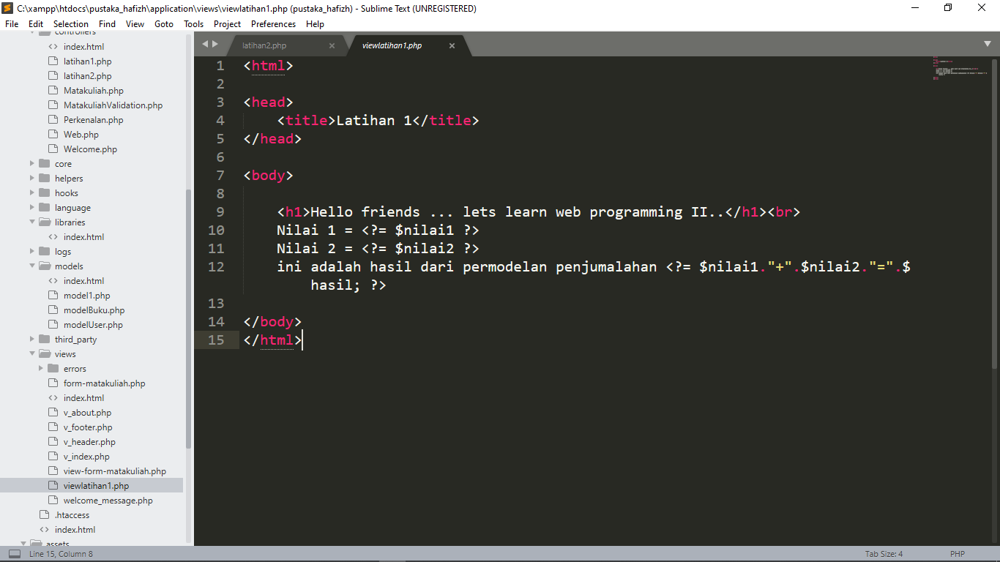 C:\xampp\htdocs\pustaka_hafizh\application\views\viewlatihan1.php (pustaka_hafizh) - Sublime Text (UNREGISTERED)
File Edit Selection Find View Goto Tools Project Preferences Help
controllers
index.html
latihan1.php
latihan2.php
Matakuliah.php
MatakuliahValidation.php
Perkenalan.php
Web.php
Welcome.php
core
helpers
hooks
language
libraries
index.html
logs
models
index.html
model1.php
modelBuku.php
modelUser.php
third_party
views
errors
form-matakuliah.php
index.html
v_about.php
v_footer.php
v_header.php
v_index.php
view-form-matakuliah.php
viewlatihan1.php
welcome_message.php
.htaccess
index.html
assets
latihan2.php × viewlatihan1.php ×
1 <html>
2
3 <head>
4 <title>Latihan 1</title>
5 </head>
6
7 <body>
8
9 <h1>Hello friends ... lets learn web programming II..</h1><br>
10 Nilai 1 = <?= $nilai1 ?>
11 Nilai 2 = <?= $nilai2 ?>
12 ini adalah hasil dari permodelan penjumalahan <?= $nilai1."+".$nilai2."=".$
hasil; ?>
13
14 </body>
15 </html>
Line 15, Column 8 Tab Size: 4 PHP